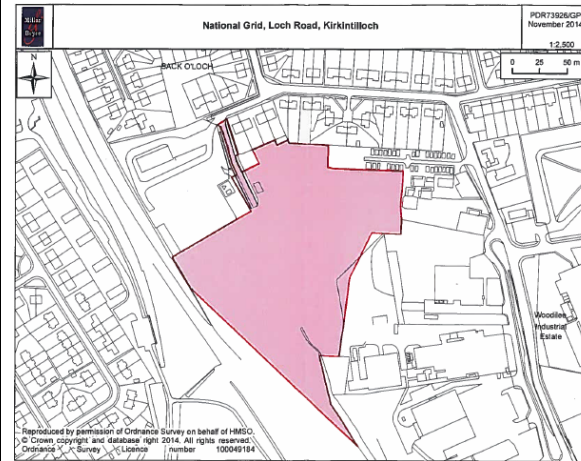 National Grid, Loch Road, Kirkintilloch
PDR73926/GP
November 2014
1:2,500
0 25 50 m
N
BACK O'LOCH
Woodilee
Industrial
Estate
Reproduced by permission of Ordnance Survey on behalf of HMSO.
© Crown copyright and database right 2014. All rights reserved.
Ordnance Survey Licence number 100049184